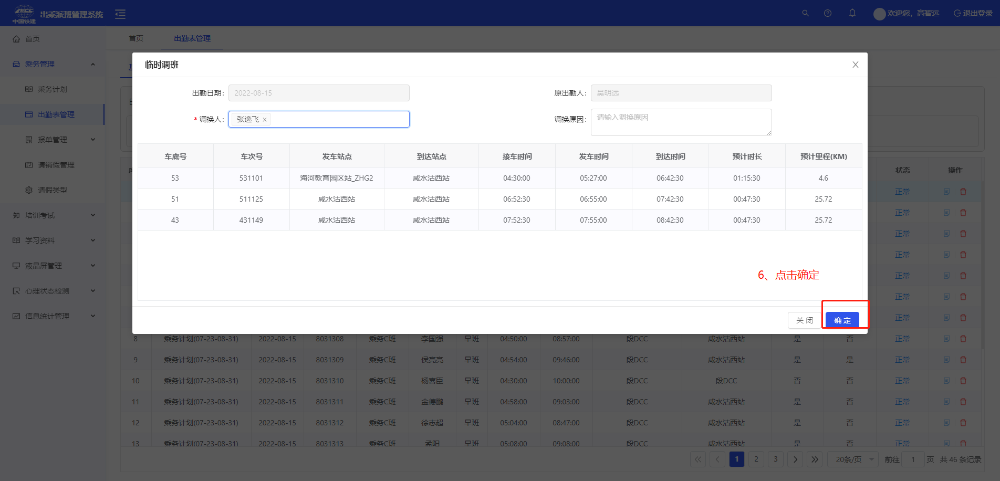 中国铁建 出乘派班管理系统 欢迎您，高智远 退出登录
首页
乘务管理
乘务计划
出勤表管理
报单管理
请销假管理
请假类型
培训考试
学习资料
液晶屏管理
心理状态检测
信息统计管理
首页 出勤表管理
临时调班
出勤日期： 2022-08-15 原出勤人： 吴明远
* 调换人： 张逸飞 × 调换原因： 请输入调换原因
车底号 车次号 发车站点 到达站点 接车时间 发车时间 到达时间 预计时长 预计里程(KM)
53 531101 海河教育园区站_ZHG2 咸水沽西站 04:30:00 05:27:00 06:42:30 01:15:30 4.6
51 511125 咸水沽西站 咸水沽西站 06:52:30 06:55:00 07:42:30 00:47:30 25.72
43 431149 咸水沽西站 咸水沽西站 07:52:30 07:55:00 08:42:30 00:47:30 25.72
6、点击确定
关 闭 确 定
状态 操作
正常
正常
正常
正常
正常
正常
正常
8 乘务计划(07-23-08-31) 2022-08-15 8031308 乘务C班 李国强 早班 04:50:00 08:57:00 段DCC 咸水沽西站 是 否 正常
9 乘务计划(07-23-08-31) 2022-08-15 8031309 乘务C班 侯亮亮 早班 04:54:00 09:46:00 段DCC 咸水沽西站 是 是 正常
10 乘务计划(07-23-08-31) 2022-08-15 8031310 乘务C班 杨喜臣 早班 04:30:00 10:00:00 段DCC 段DCC 否 否 正常
11 乘务计划(07-23-08-31) 2022-08-15 8031311 乘务C班 金德鹏 早班 04:58:00 09:03:00 段DCC 咸水沽西站 是 否 正常
12 乘务计划(07-23-08-31) 2022-08-15 8031312 乘务C班 徐志超 早班 05:04:00 08:47:00 段DCC 咸水沽西站 是 否 正常
13 乘务计划(07-23-08-31) 2022-08-15 8031313 乘务C班 孟阳 早班 05:08:00 09:08:00 段DCC 咸水沽西站 是 否 正常
1 2 3 20条/页 前往 1 页 共 46 条记录